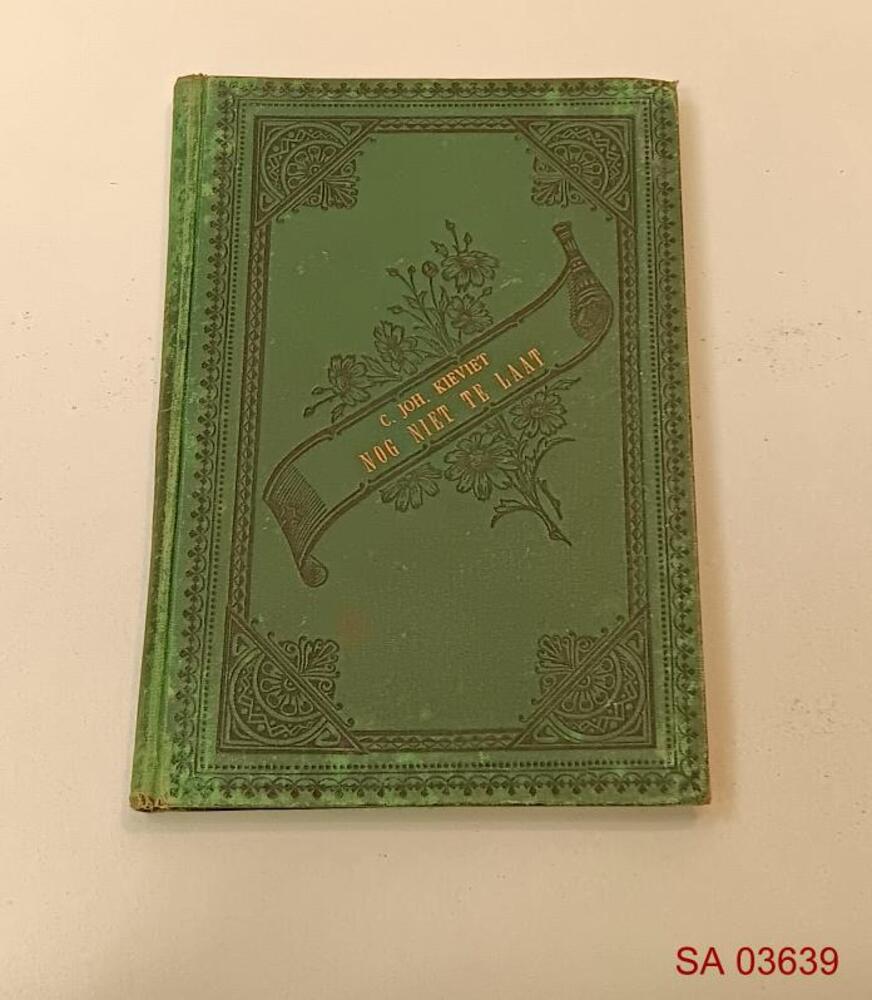 C. JOH. KIEVIET
NOG NIET TE LAAT
SA 03639